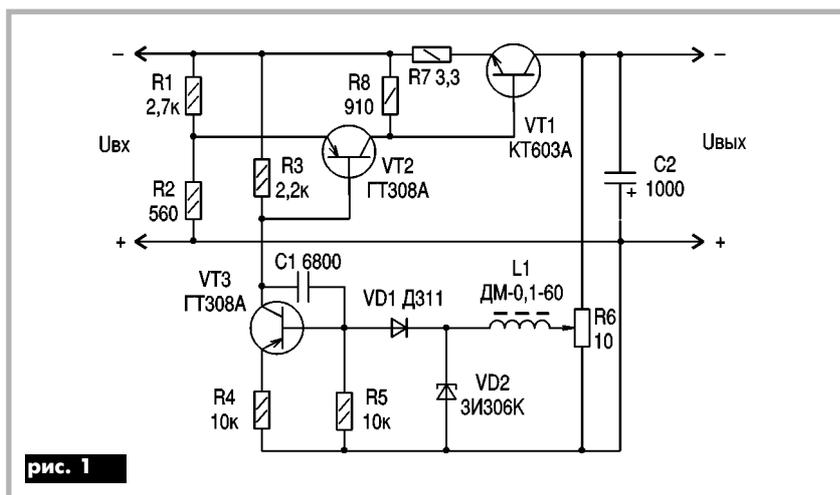 −
−
R1
2,7к
R8
910
R7 3,3
VT1
КТ603А
Uвх
Uвых
VT2
ГТ308А
R3
2,2к
R2
560
C2
1000
+
+
+
VT3
ГТ308А
C1 6800
VD1 Д311
L1
ДМ-0,1-60
R6
10
R4
10к
R5
10к
VD2
3И306К
рис. 1